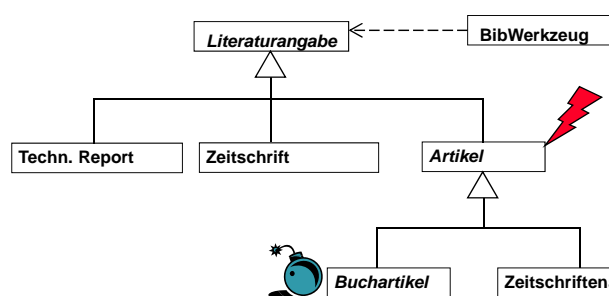 Literaturangabe
BibWerkzeug
Techn. Report
Zeitschrift
Artikel
Buchartikel
Zeitschriften